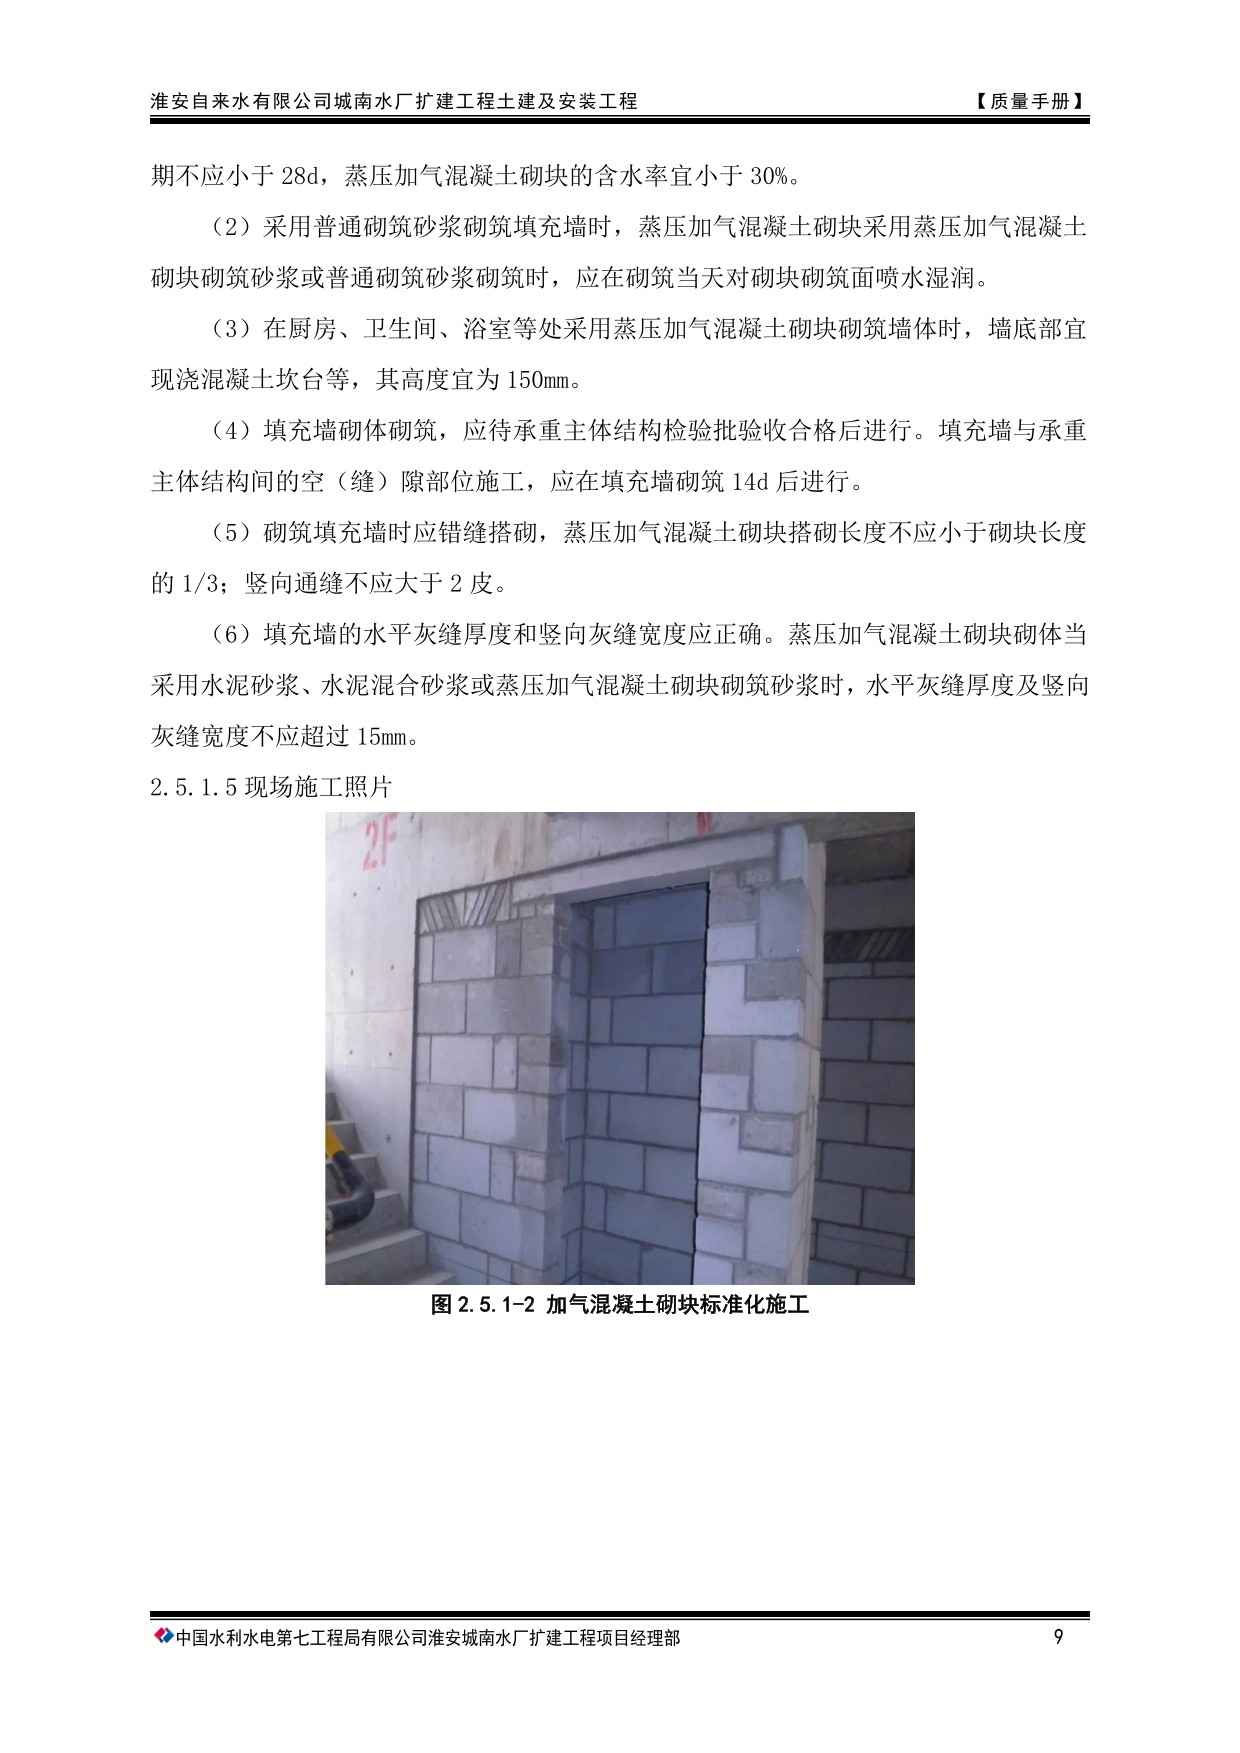 淮安自来水有限公司城南水厂扩建工程土建及安装工程 【质量手册】
期不应小于 28d，蒸压加气混凝土砌块的含水率宜小于 30%。
（2）采用普通砌筑砂浆砌筑填充墙时，蒸压加气混凝土砌块采用蒸压加气混凝土
砌块砌筑砂浆或普通砌筑砂浆砌筑时，应在砌筑当天对砌块砌筑面喷水湿润。
（3）在厨房、卫生间、浴室等处采用蒸压加气混凝土砌块砌筑墙体时，墙底部宜
现浇混凝土坎台等，其高度宜为 150mm。
（4）填充墙砌体砌筑，应待承重主体结构检验批验收合格后进行。填充墙与承重
主体结构间的空（缝）隙部位施工，应在填充墙砌筑 14d 后进行。
（5）砌筑填充墙时应错缝搭砌，蒸压加气混凝土砌块搭砌长度不应小于砌块长度
的 1/3；竖向通缝不应大于 2 皮。
（6）填充墙的水平灰缝厚度和竖向灰缝宽度应正确。蒸压加气混凝土砌块砌体当
采用水泥砂浆、水泥混合砂浆或蒸压加气混凝土砌块砌筑砂浆时，水平灰缝厚度及竖向
灰缝宽度不应超过 15mm。
2.5.1.5 现场施工照片
2F
图 2.5.1-2 加气混凝土砌块标准化施工
中国水利水电第七工程局有限公司淮安城南水厂扩建工程项目经理部 9